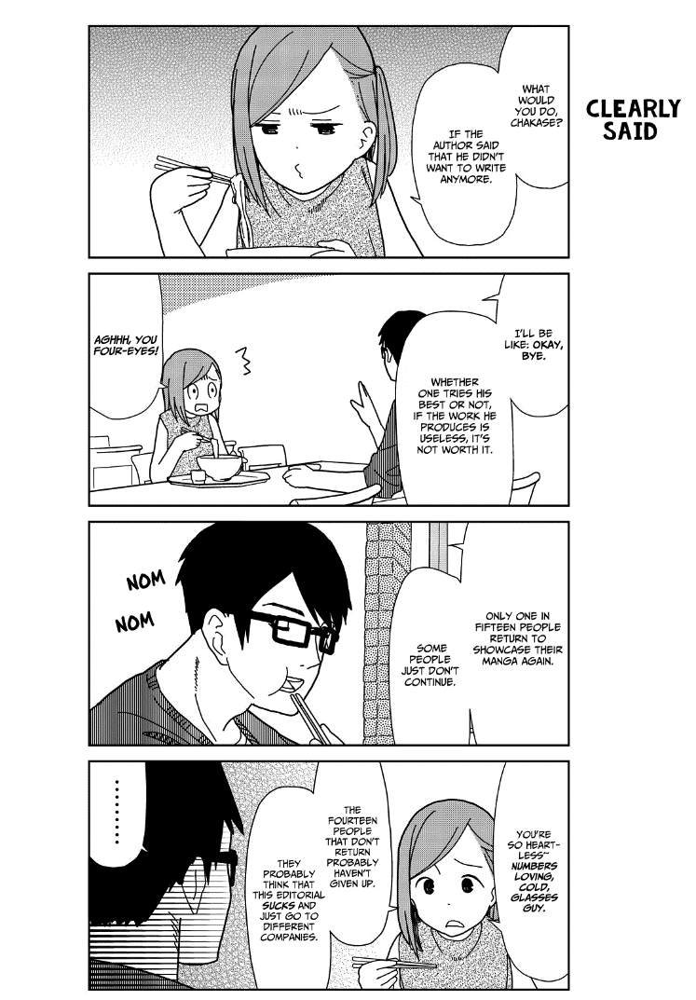 CLEARLY
SAID
WHAT
WOULD
YOU DO,
CHAKASE?
IF THE
AUTHOR SAID
THAT HE DIDN'T
WANT TO WRITE
ANYMORE.
I'LL BE
LIKE: OKAY,
BYE.
WHETHER
ONE TRIES HIS
BEST OR NOT,
IF THE WORK HE
PRODUCES IS
USELESS, IT'S
NOT WORTH IT.
AGHHH, YOU
FOUR-EYES!
ONLY ONE IN
FIFTEEN PEOPLE
RETURN TO
SHOWCASE THEIR
MANGA AGAIN.
SOME
PEOPLE
JUST DON'T
CONTINUE.
NOM
NOM
YOU'RE
SO HEART-
LESS~
NUMBERS
LOVING,
COLD,
GLASSES
GUY.
THE
FOURTEEN
PEOPLE
THAT DON'T
RETURN
PROBABLY
HAVEN'T
GIVEN UP.
THEY
PROBABLY
THINK THAT
THIS EDITORIAL
SUCKS AND
JUST GO TO
DIFFERENT
COMPANIES.
........